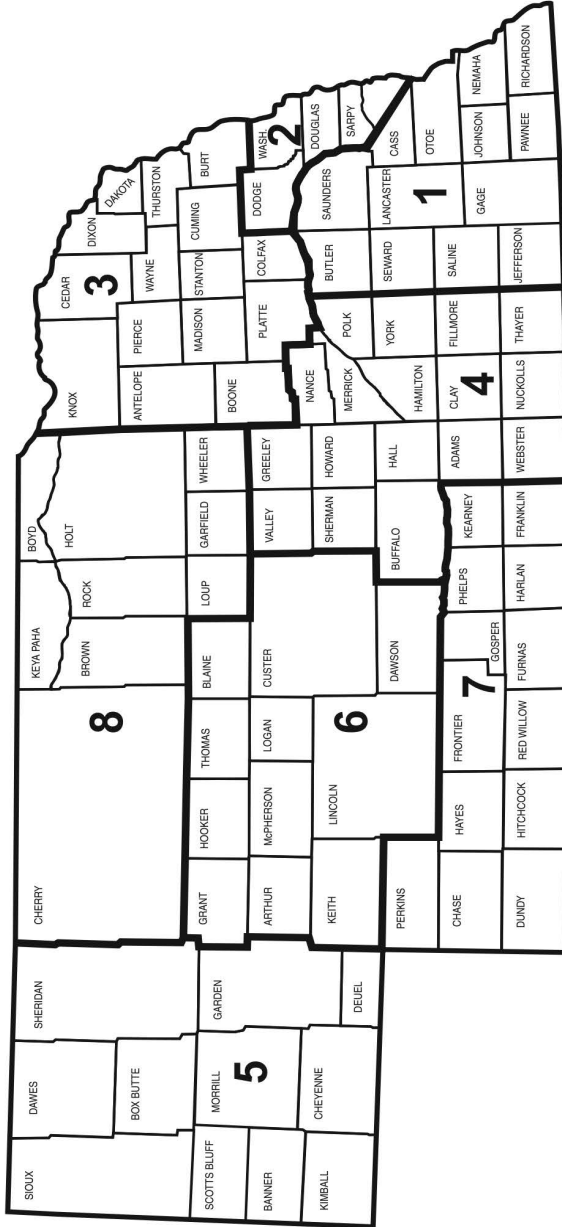 SIOUX
DAWES
SHERIDAN
BOX BUTTE
SCOTTS BLUFF
MORRILL
GARDEN
BANNER
5
KIMBALL
CHEYENNE
DEUEL
CHERRY
KEYA PAHA
BOYD
BROWN
ROCK
HOLT
8
LOUP
GARFIELD
WHEELER
GRANT
HOOKER
THOMAS
BLAINE
ARTHUR
McPHERSON
LOGAN
CUSTER
KEITH
LINCOLN
6
DAWSON
KNOX
CEDAR
DIXON
DAKOTA
3
ANTELOPE
PIERCE
WAYNE
THURSTON
BOONE
MADISON
STANTON
CUMING
BURT
PLATTE
COLFAX
DODGE
WASH.
2
DOUGLAS
SARPY
VALLEY
GREELEY
NANCE
SHERMAN
HOWARD
MERRICK
POLK
BUFFALO
HALL
HAMILTON
YORK
ADAMS
CLAY
4
FILLMORE
WEBSTER
NUCKOLLS
THAYER
BUTLER
SAUNDERS
SEWARD
LANCASTER
CASS
1
OTOE
SALINE
GAGE
JOHNSON
NEMAHA
JEFFERSON
PAWNEE
RICHARDSON
PERKINS
CHASE
HAYES
FRONTIER
7
GOSPER
PHELPS
KEARNEY
DUNDY
HITCHCOCK
RED WILLOW
FURNAS
HARLAN
FRANKLIN